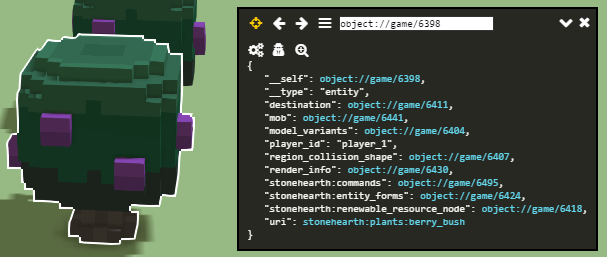 object://game/6398
{
"__self": object://game/6398,
"__type": "entity",
"destination": object://game/6411,
"mob": object://game/6441,
"model_variants": object://game/6404,
"player_id": "player_1",
"region_collision_shape": object://game/6407,
"render_info": object://game/6430,
"stonehearth:commands": object://game/6495,
"stonehearth:entity_forms": object://game/6424,
"stonehearth:renewable_resource_node": object://game/6418,
"uri": stonehearth:plants:berry_bush
}